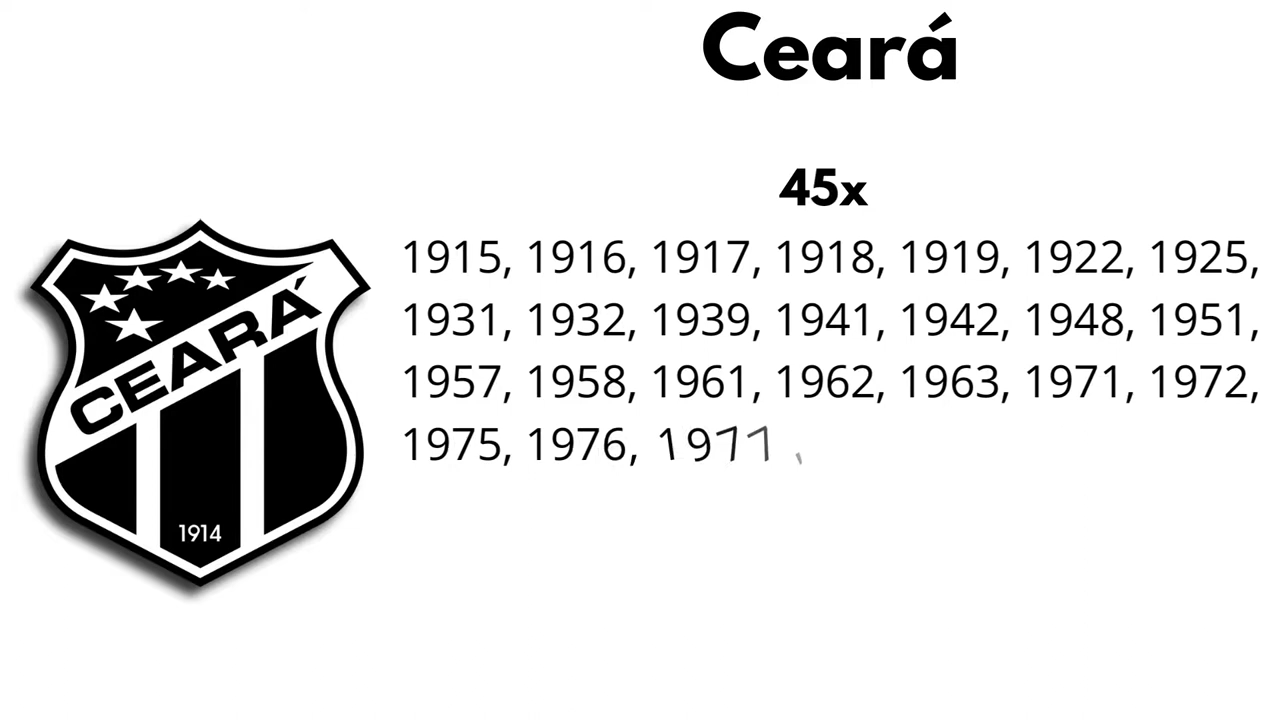 Ceará
45x
1915, 1916, 1917, 1918, 1919, 1922, 1925,
1931, 1932, 1939, 1941, 1942, 1948, 1951,
1957, 1958, 1961, 1962, 1963, 1971, 1972,
1975, 1976, 1977,
CEARÁ
1914